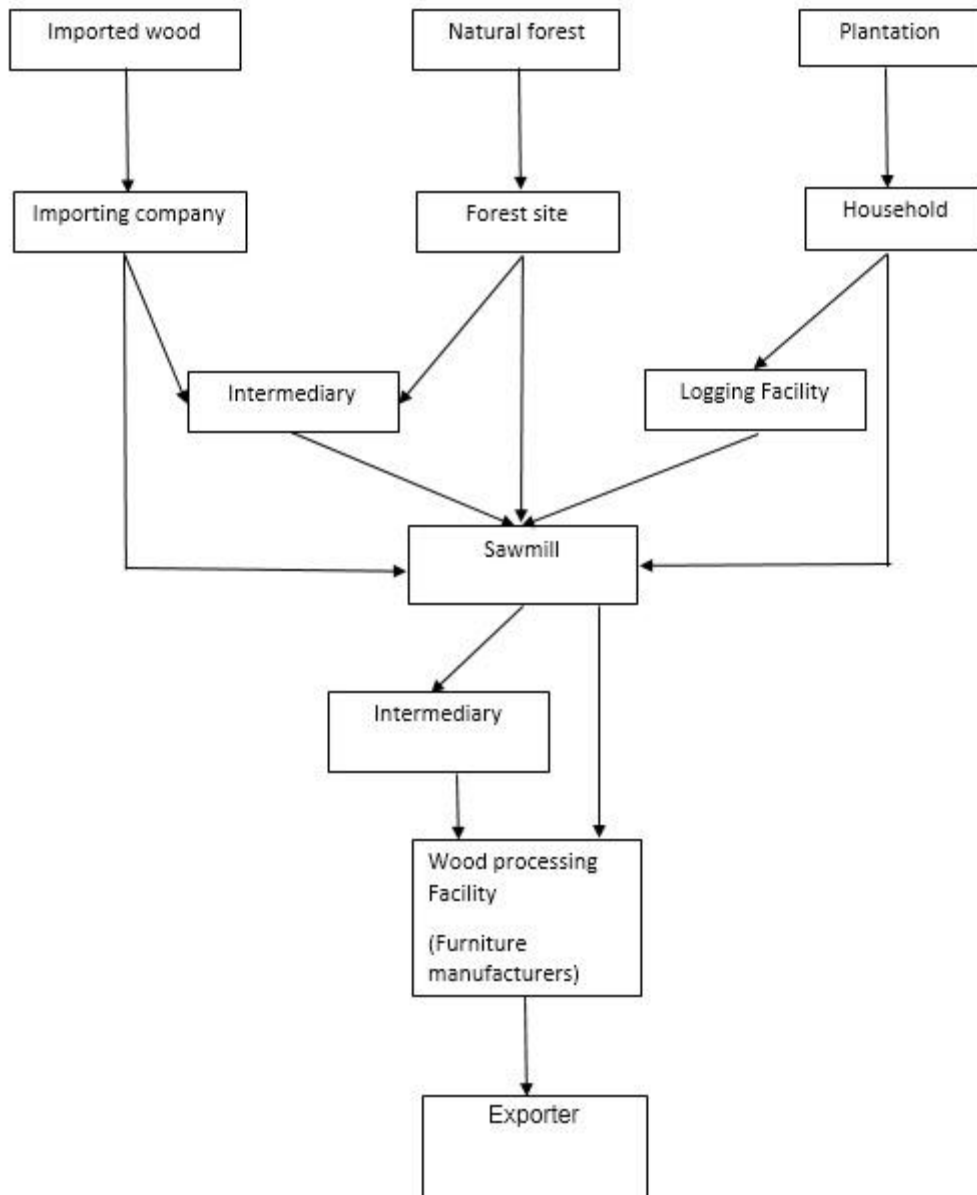 Imported wood
Natural forest
Plantation
Importing company
Forest site
Household
Intermediary
Logging Facility
Sawmill
Intermediary
Wood processing
Facility
(Furniture
manufacturers)
Exporter